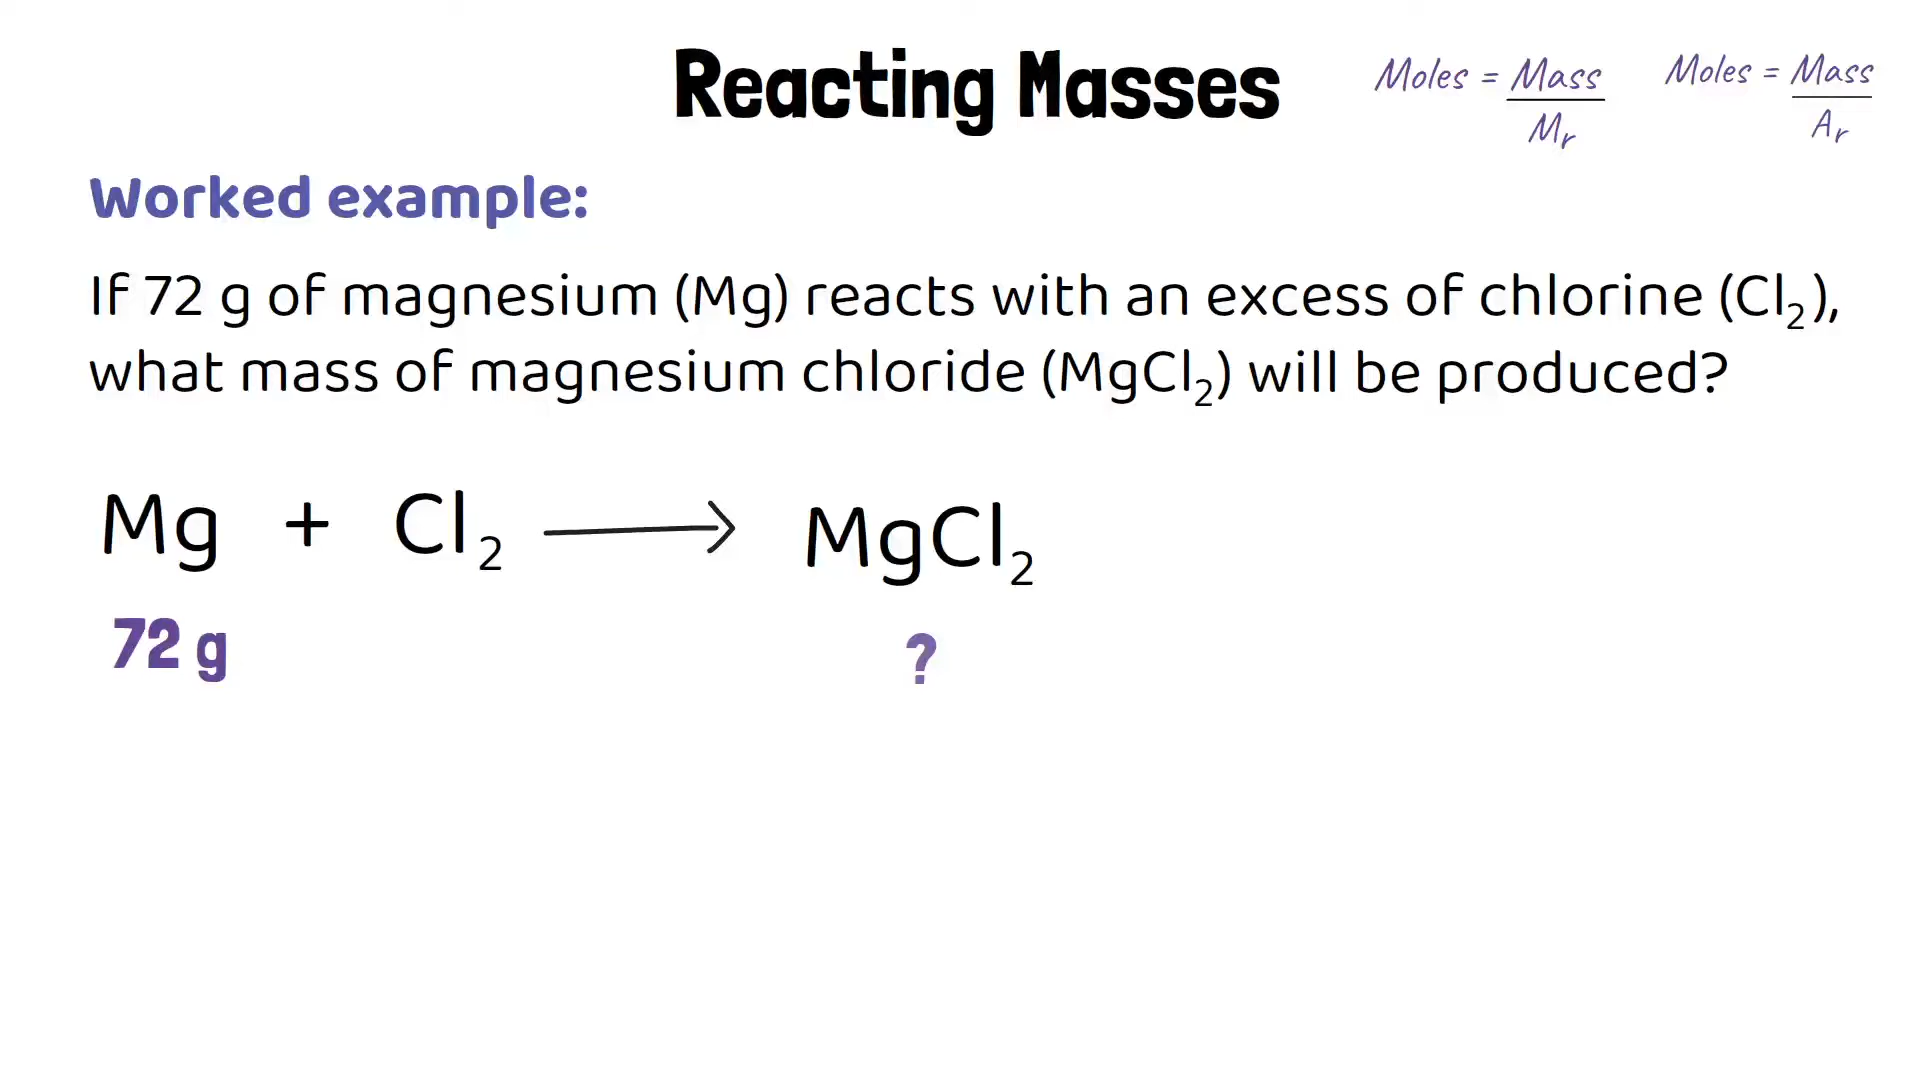 Reacting Masses
Moles = Mass
Mr
Moles = Mass
Ar
Worked example:
If 72 g of magnesium (Mg) reacts with an excess of chlorine (Cl₂),
what mass of magnesium chloride (MgCl₂) will be produced?
Mg + Cl₂ ⟶ MgCl₂
72 g ?